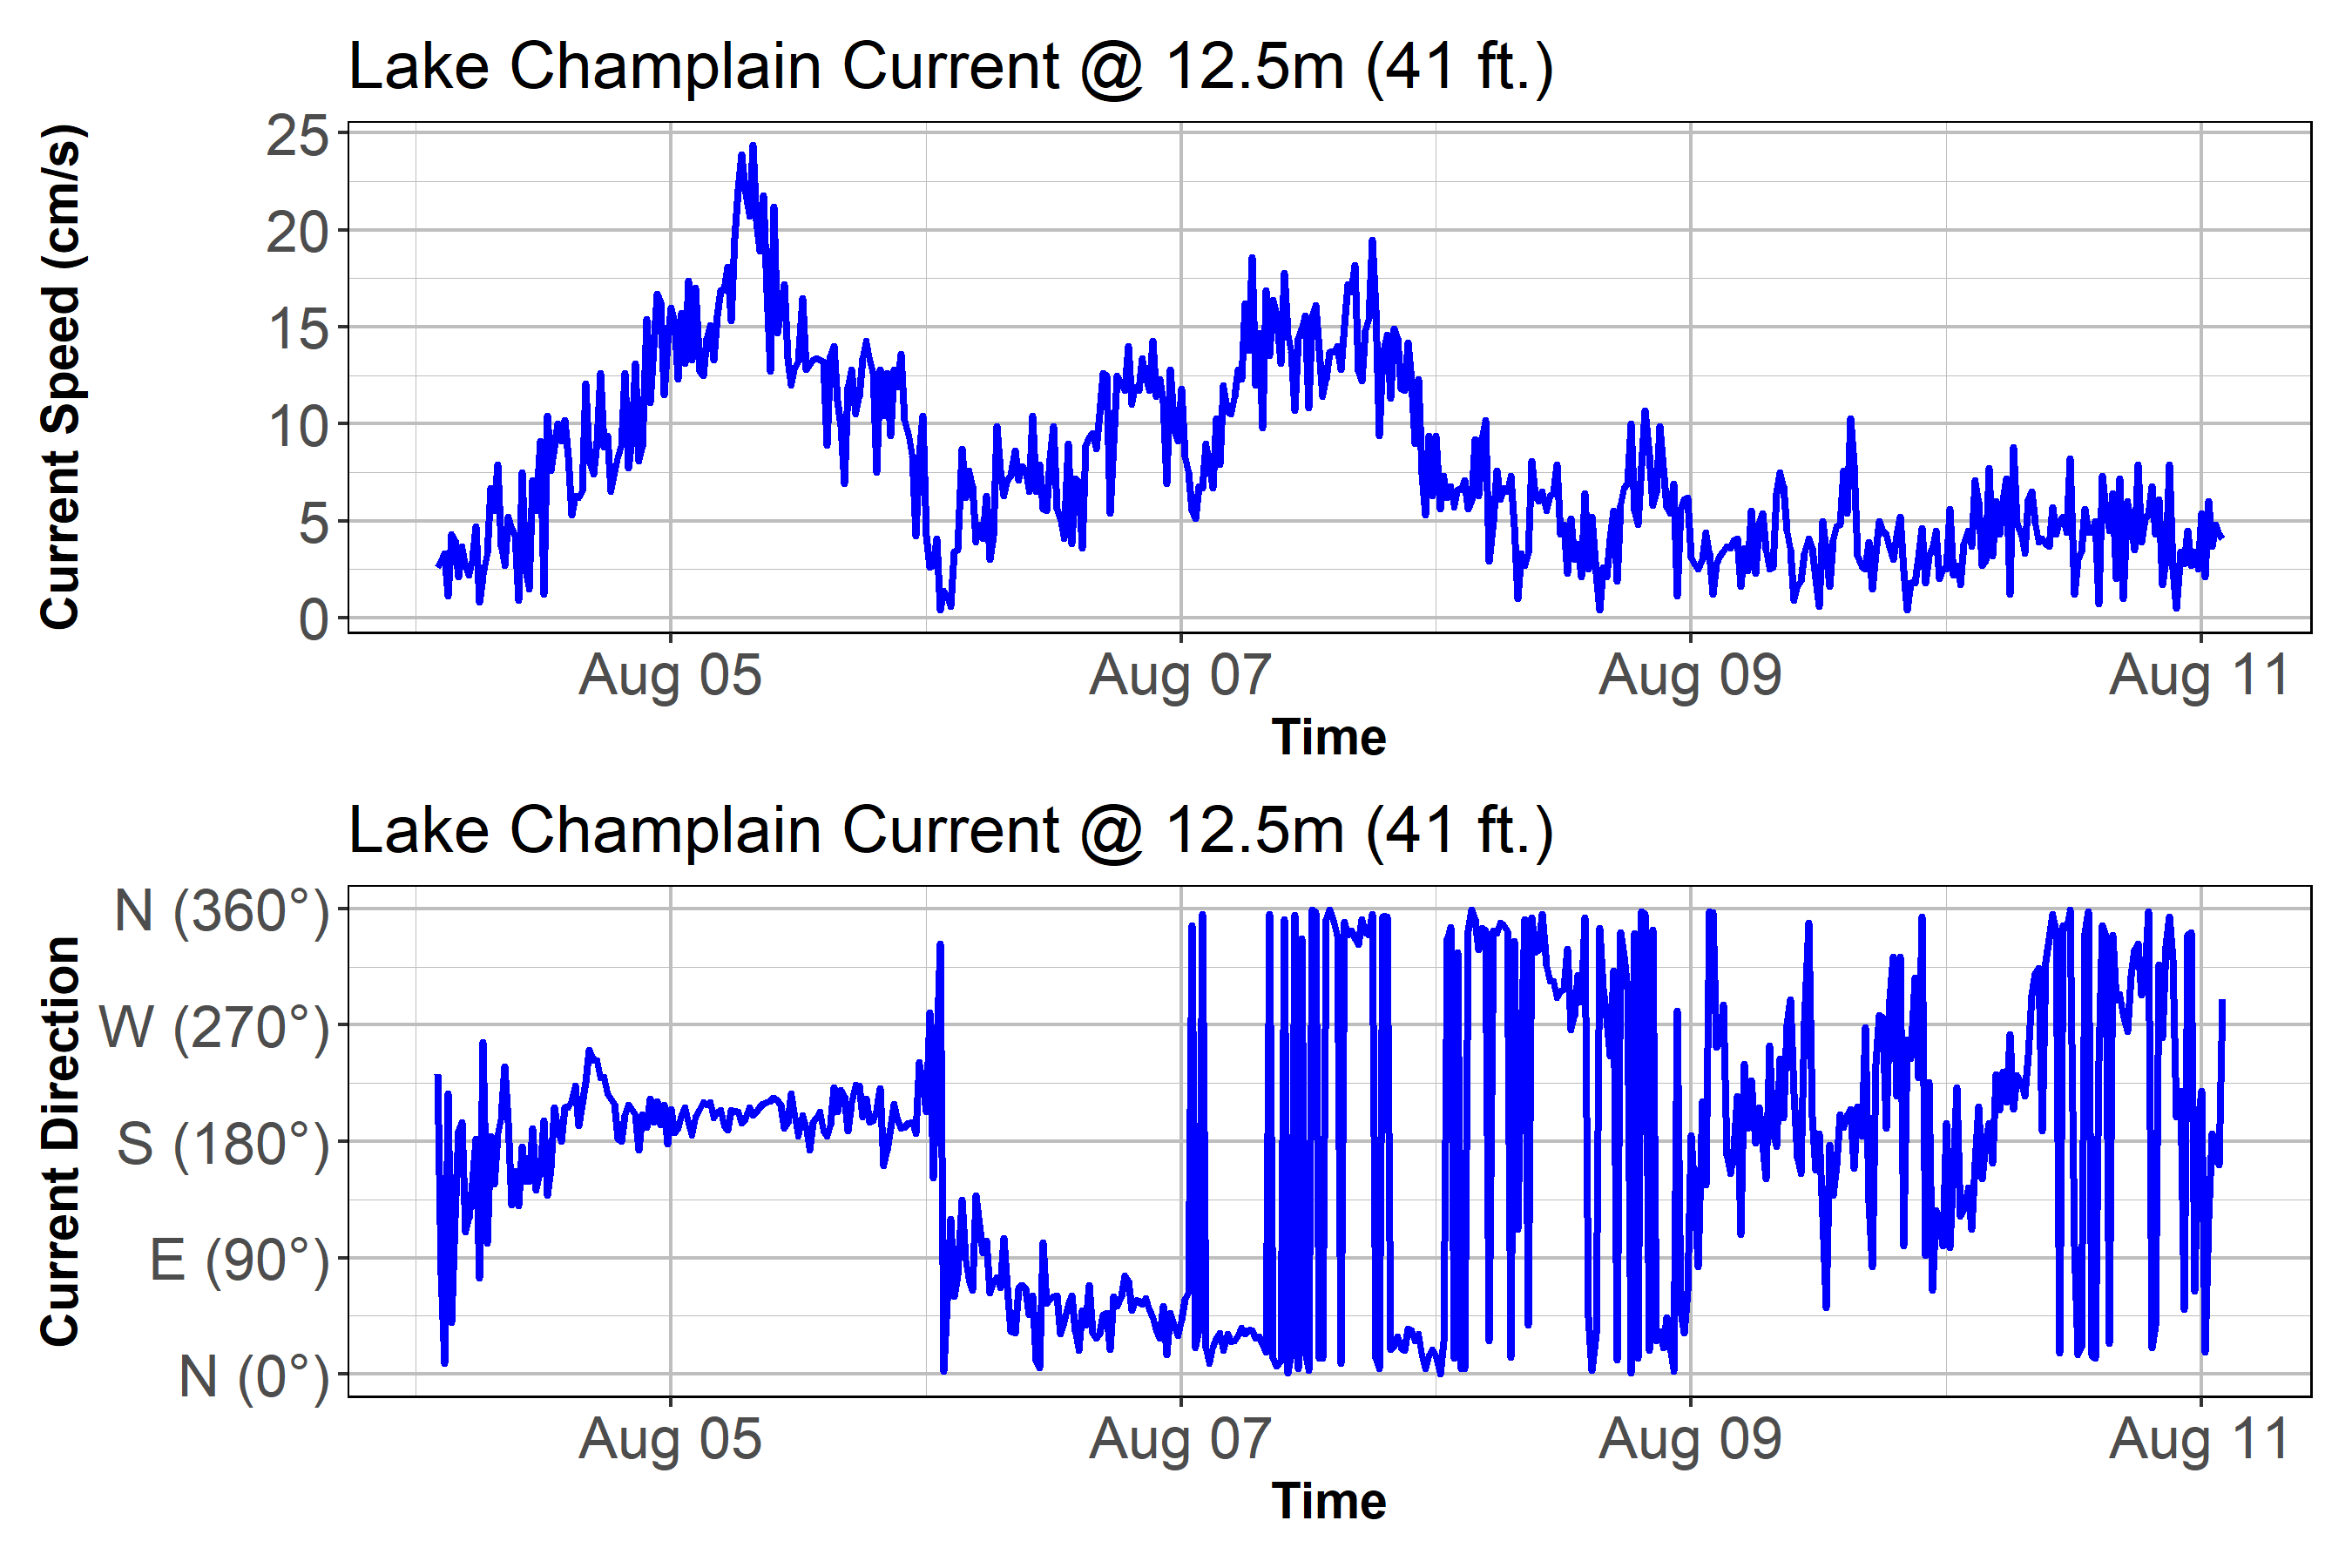 Lake Champlain Current @ 12.5m (41 ft.)
Current Speed (cm/s)
25
20
15
10
5
0
Aug 05 Aug 07 Aug 09 Aug 11
Time
Lake Champlain Current @ 12.5m (41 ft.)
Current Direction
N (360°)
W (270°)
S (180°)
E (90°)
N (0°)
Aug 05 Aug 07 Aug 09 Aug 11
Time